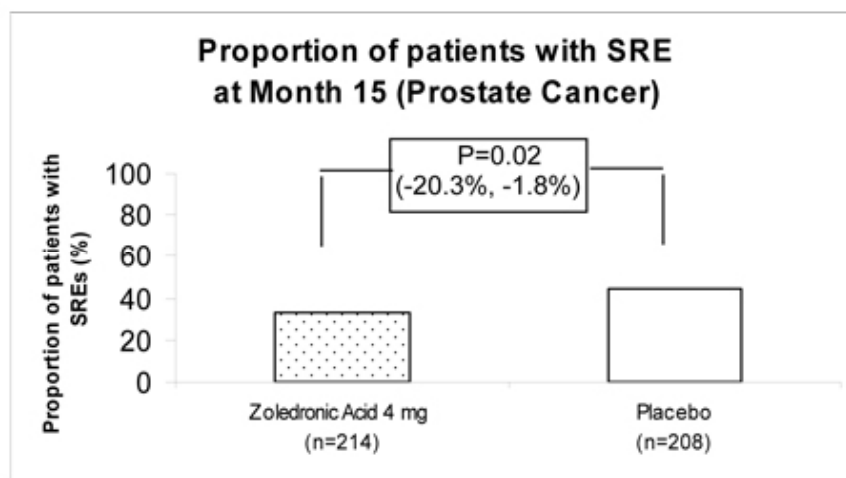 Proportion of patients with SRE
at Month 15 (Prostate Cancer)
P=0.02
(-20.3%, -1.8%)
Proportion of patients with
SREs (%)
100
80
60
40
20
0
Zoledronic Acid 4 mg
(n=214)
Placebo
(n=208)